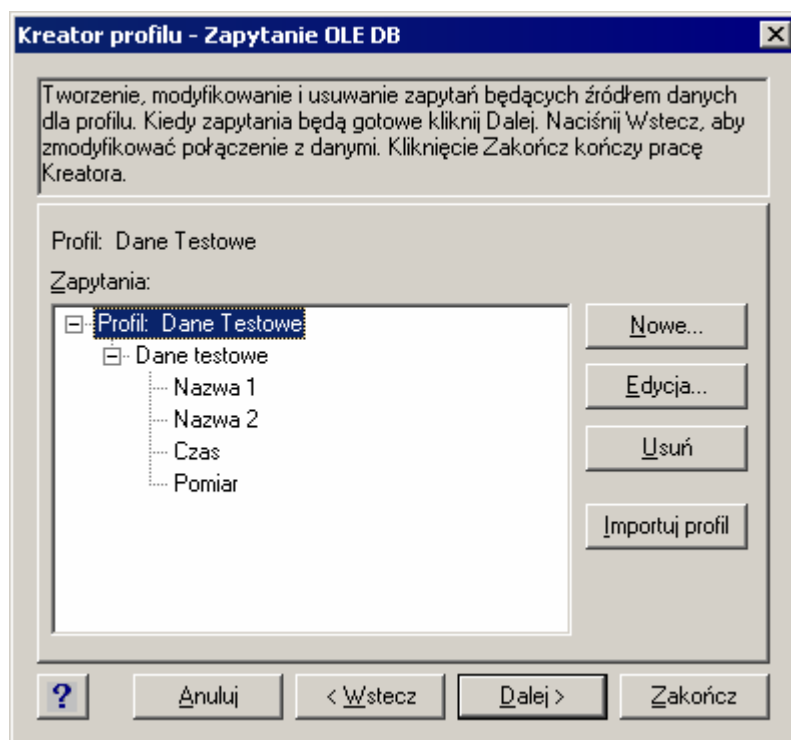 Kreator profilu - Zapytanie OLE DB
Tworzenie, modyfikowanie i usuwanie zapytań będących źródłem danych
dla profilu. Kiedy zapytania będą gotowe kliknij Dalej. Naciśnij Wstecz, aby
zmodyfikować połączenie z danymi. Kliknięcie Zakończ kończy pracę
Kreatora.
Profil: Dane Testowe
Zapytania:
Profil: Dane Testowe
Dane testowe
Nazwa 1
Nazwa 2
Czas
Pomiar
Nowe...
Edycja...
Usuń
Importuj profil
?
Anuluj
< Wstecz
Dalej >
Zakończ